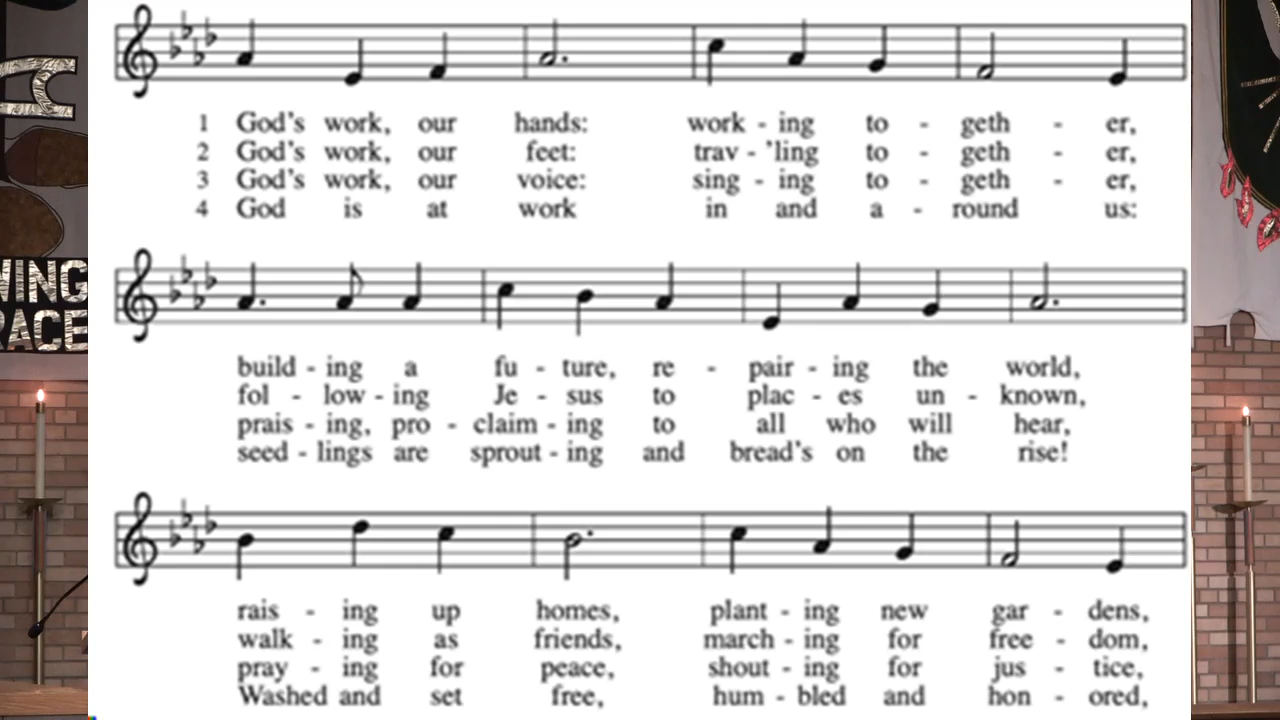 1 God's work, our hands: work - ing to - geth - er,
2 God's work, our feet: trav - 'ling to - geth - er,
3 God's work, our voice: sing - ing to - geth - er,
4 God is at work in and a - round us:
WING
RACE
build - ing a fu - ture, re - pair - ing the world,
fol - low - ing Je - sus to plac - es un - known,
prais - ing, pro - claim - ing to all who will hear,
seed - lings are sprout - ing and bread's on the rise!
rais - ing up homes, plant - ing new gar - dens,
walk - ing as friends, march - ing for free - dom,
pray - ing for peace, shout - ing for jus - tice,
Washed and set free, hum - bled and hon - ored,